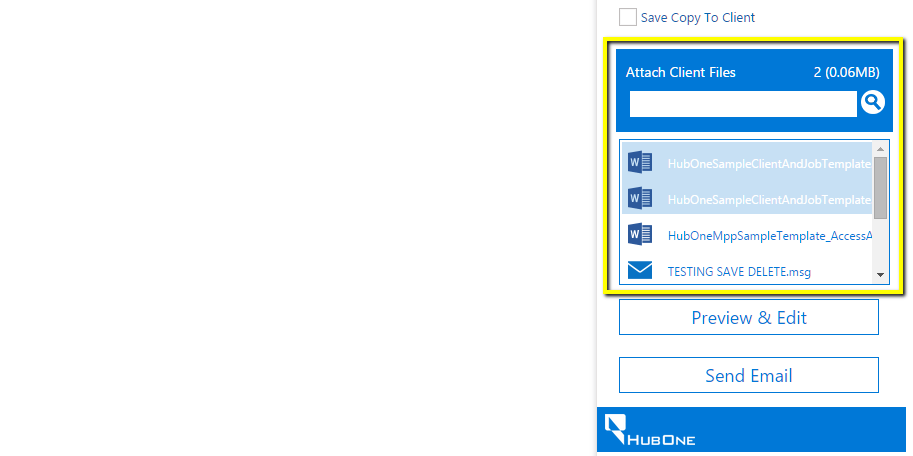 Save Copy To Client
Attach Client Files 2 (0.06MB)
HubOneSampleClientAndJobTemplate
HubOneSampleClientAndJobTemplate
HubOneMppSampleTemplate_AccessA
TESTING SAVE DELETE.msg
Preview & Edit
Send Email
HUBONE